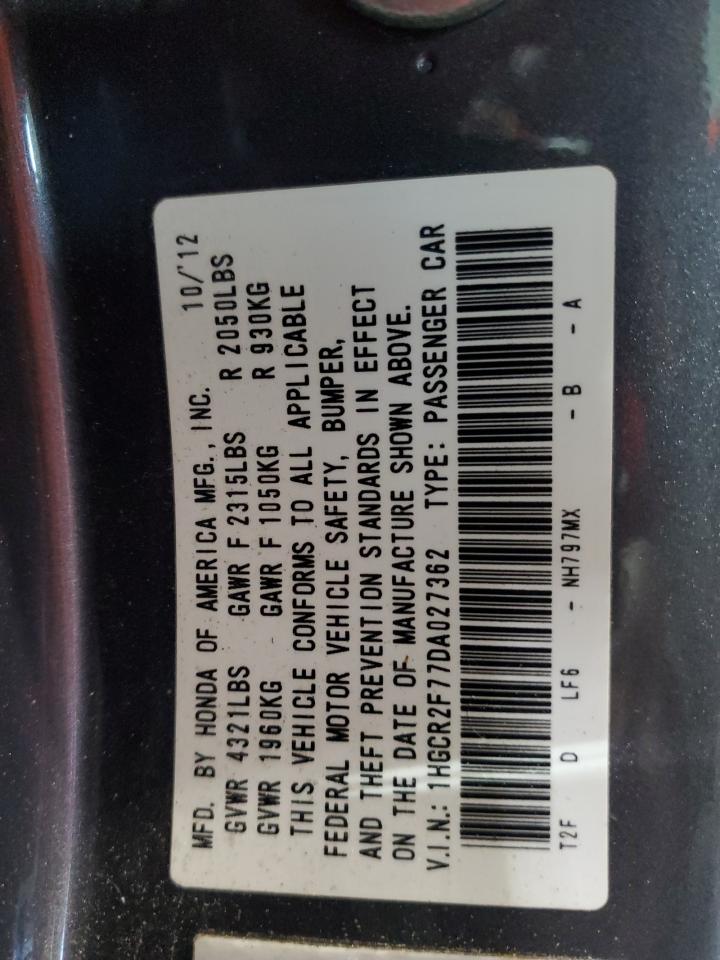 MFD. BY HONDA OF AMERICA MFG., INC. 10/'12
GVWR 4321LBS GAWR F 2315LBS R 2050LBS
GVWR 1960KG GAWR F 1050KG R 930KG
THIS VEHICLE CONFORMS TO ALL APPLICABLE
FEDERAL MOTOR VEHICLE SAFETY, BUMPER,
AND THEFT PREVENTION STANDARDS IN EFFECT
ON THE DATE OF MANUFACTURE SHOWN ABOVE.
V.I.N.: 1HGCR2F77DA027362 TYPE: PASSENGER CAR
T2F D LF6 - NH797MX - B - A